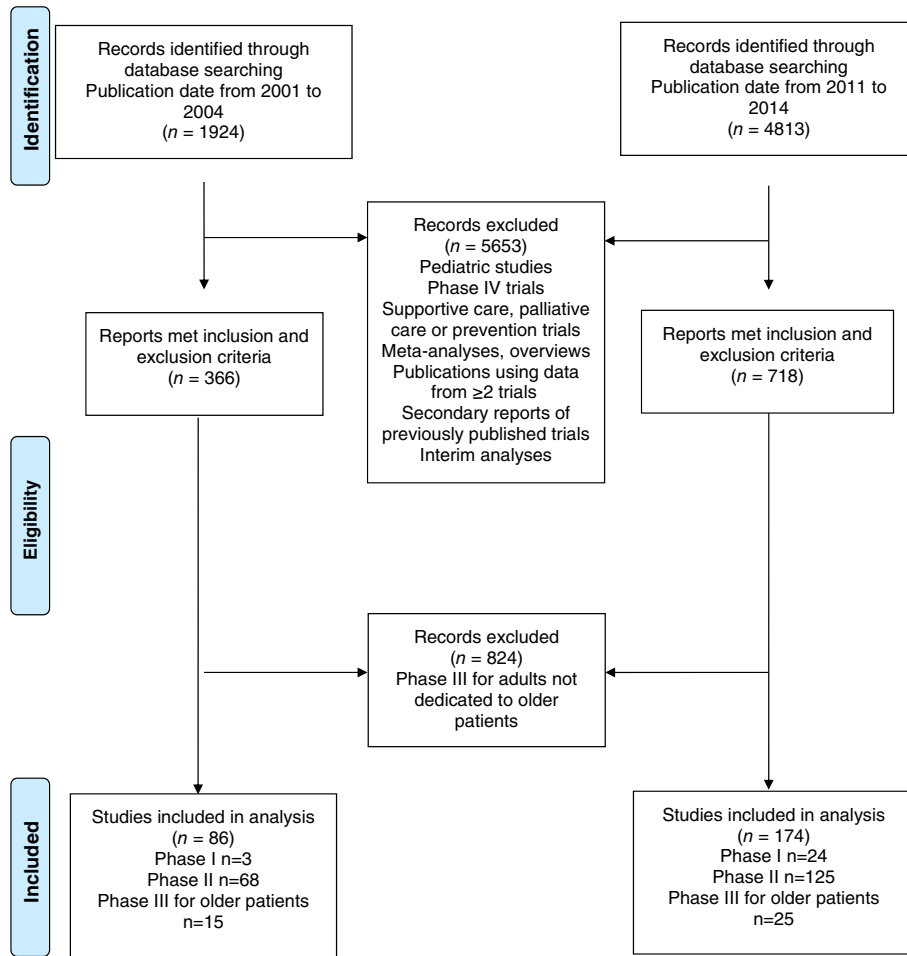 Identification
Records identified through
database searching
Publication date from 2001 to
2004
(n = 1924)
Records identified through
database searching
Publication date from 2011 to
2014
(n = 4813)
Records excluded
(n = 5653)
Pediatric studies
Phase IV trials
Supportive care, palliative
care or prevention trials
Meta-analyses, overviews
Publications using data
from ≥2 trials
Secondary reports of
previously published trials
Interim analyses
Reports met inclusion and
exclusion criteria
(n = 366)
Reports met inclusion and
exclusion criteria
(n = 718)
Eligibility
Records excluded
(n = 824)
Phase III for adults not
dedicated to older
patients
Included
Studies included in analysis
(n = 86)
Phase I n=3
Phase II n=68
Phase III for older patients
n=15
Studies included in analysis
(n = 174)
Phase I n=24
Phase II n=125
Phase III for older patients
n=25